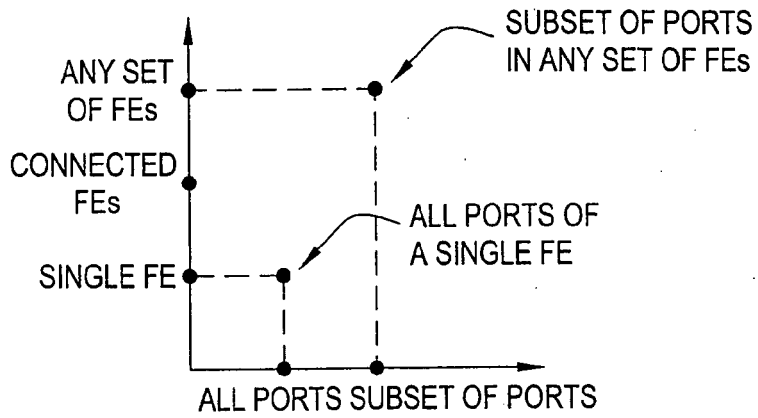 SUBSET OF PORTS
IN ANY SET OF FEs
ANY SET
OF FEs
CONNECTED
FEs
ALL PORTS OF
A SINGLE FE
SINGLE FE
ALL PORTS
SUBSET OF PORTS